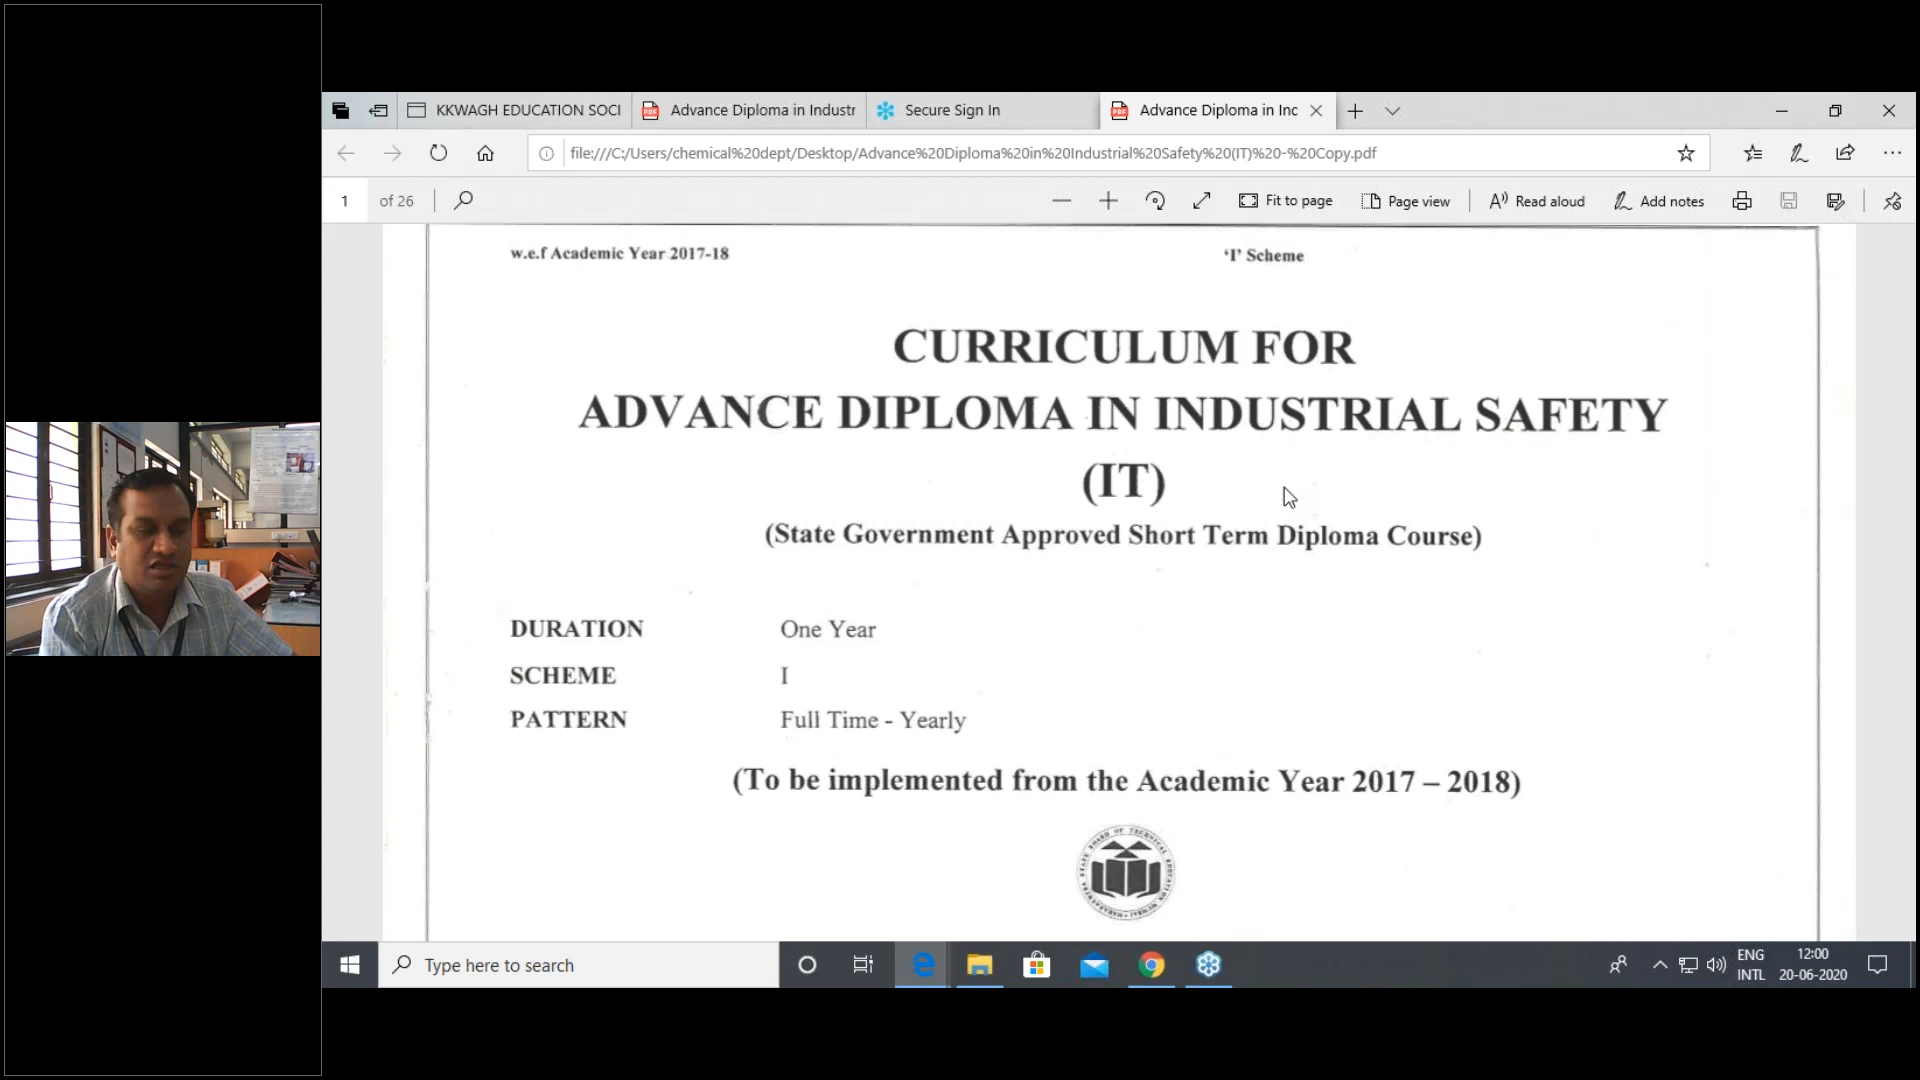 KKWAGH EDUCATION SOCI
Advance Diploma in Industr
Secure Sign In
Advance Diploma in Inc
file:///C:/Users/chemical%20dept/Desktop/Advance%20Diploma%20in%20Industrial%20Safety%20(IT)%20-%20Copy.pdf
1 of 26
Fit to page
Page view
Read aloud
Add notes
w.e.f Academic Year 2017-18
‘I’ Scheme
CURRICULUM FOR
ADVANCE DIPLOMA IN INDUSTRIAL SAFETY
(IT)
(State Government Approved Short Term Diploma Course)
DURATION One Year
SCHEME I
PATTERN Full Time - Yearly
(To be implemented from the Academic Year 2017 – 2018)
Type here to search
ENG
INTL
12:00
20-06-2020